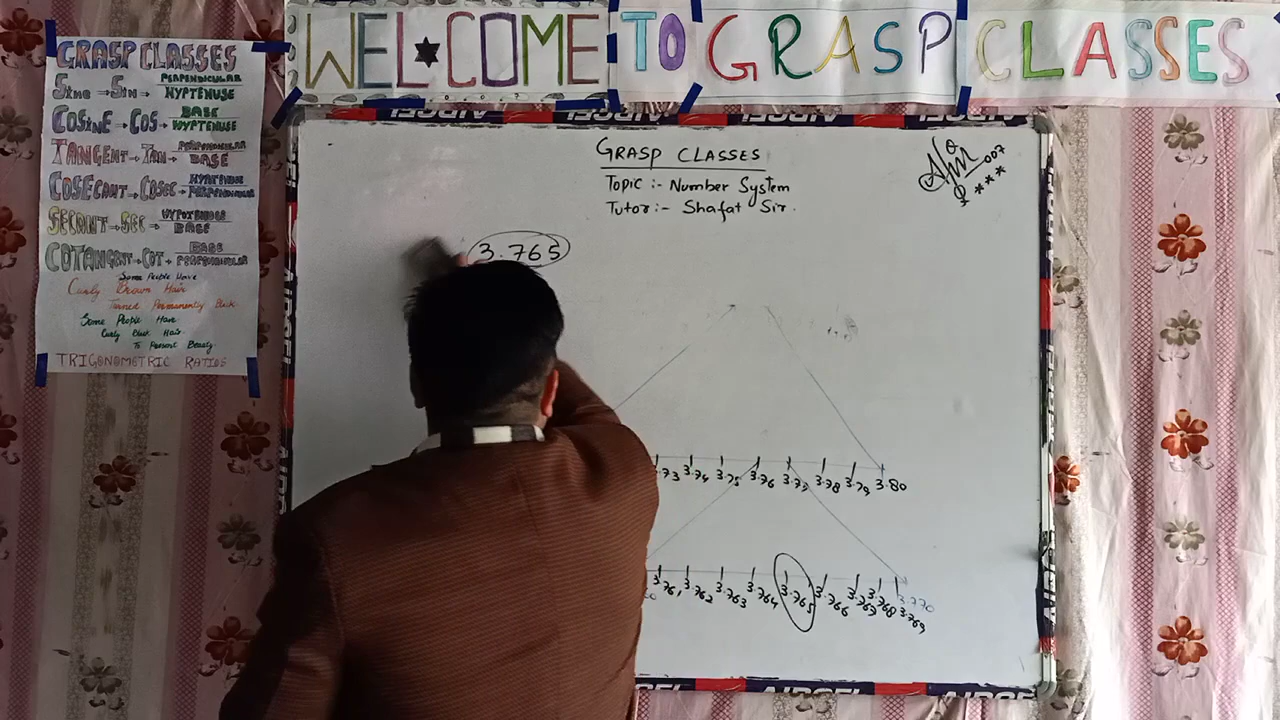 WELCOME TO GRASP CLASSES
GRASP CLASSES
SINE → SIN → PERPENDICULAR
HYPTENUSE
COSINE → COS → BASE
HYPTENUSE
TANGENT → TAN → PERPENDICULAR
BASE
COSECANT → COSEC → HYPTENUSE
PERPENDICULAR
SECANT → SEC → HYPOTENUSE
BASE
COTANGENT → COT → BASE
PERPENDICULAR
Some People Have
Curly Brown Hair
Turned Permanently Black.
Some People Have
Curly Black Hair
To Present Beauty.
TRIGONOMETRIC RATIOS
GRASP CLASSES
Topic :- Number System
Tutor :- Shafat Sir.
007
***
3.765
.73 3.74 3.75 3.76 3.77 3.78 3.79 3.80
3.761 3.762 3.763 3.764 3.765 3.766 3.767 3.768 3.769 3.770